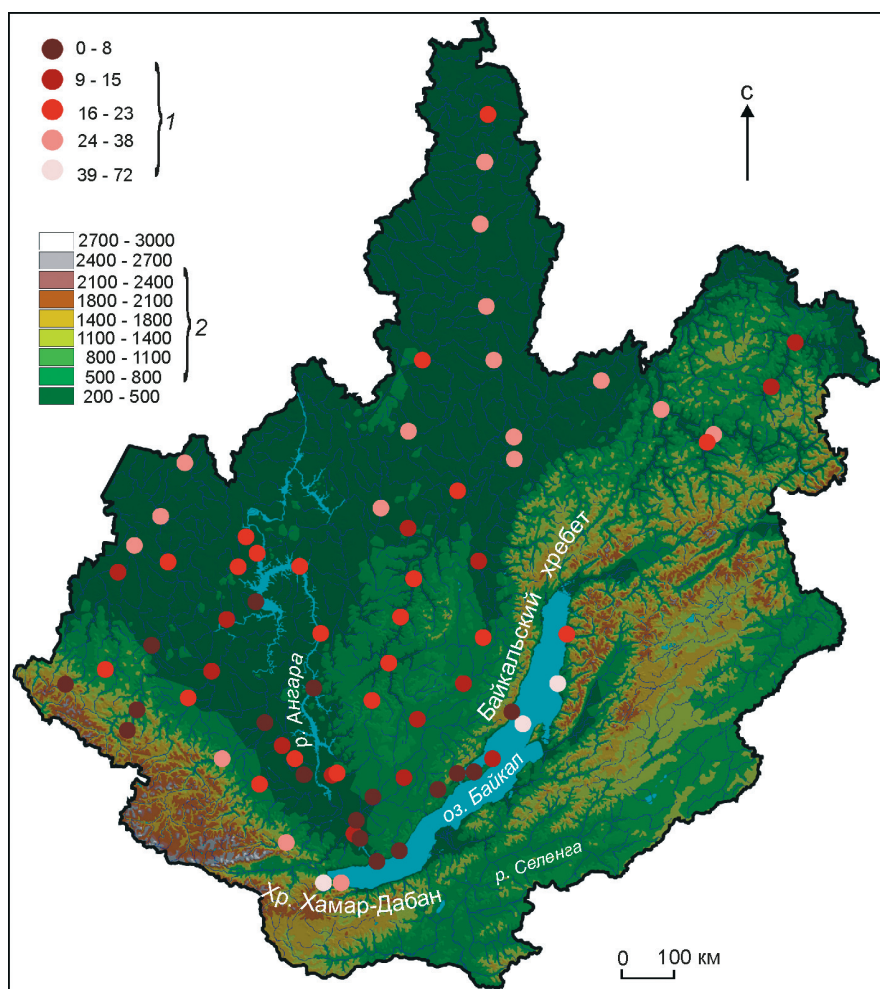 0 - 8
9 - 15
16 - 23
24 - 38
39 - 72
1
С
2700 - 3000
2400 - 2700
2100 - 2400
1800 - 2100
1400 - 1800
1100 - 1400
800 - 1100
500 - 800
200 - 500
2
Байкальский хребет
р. Ангара
оз. Байкал
р. Селенга
Хр. Хамар-Дабан
0 100 км